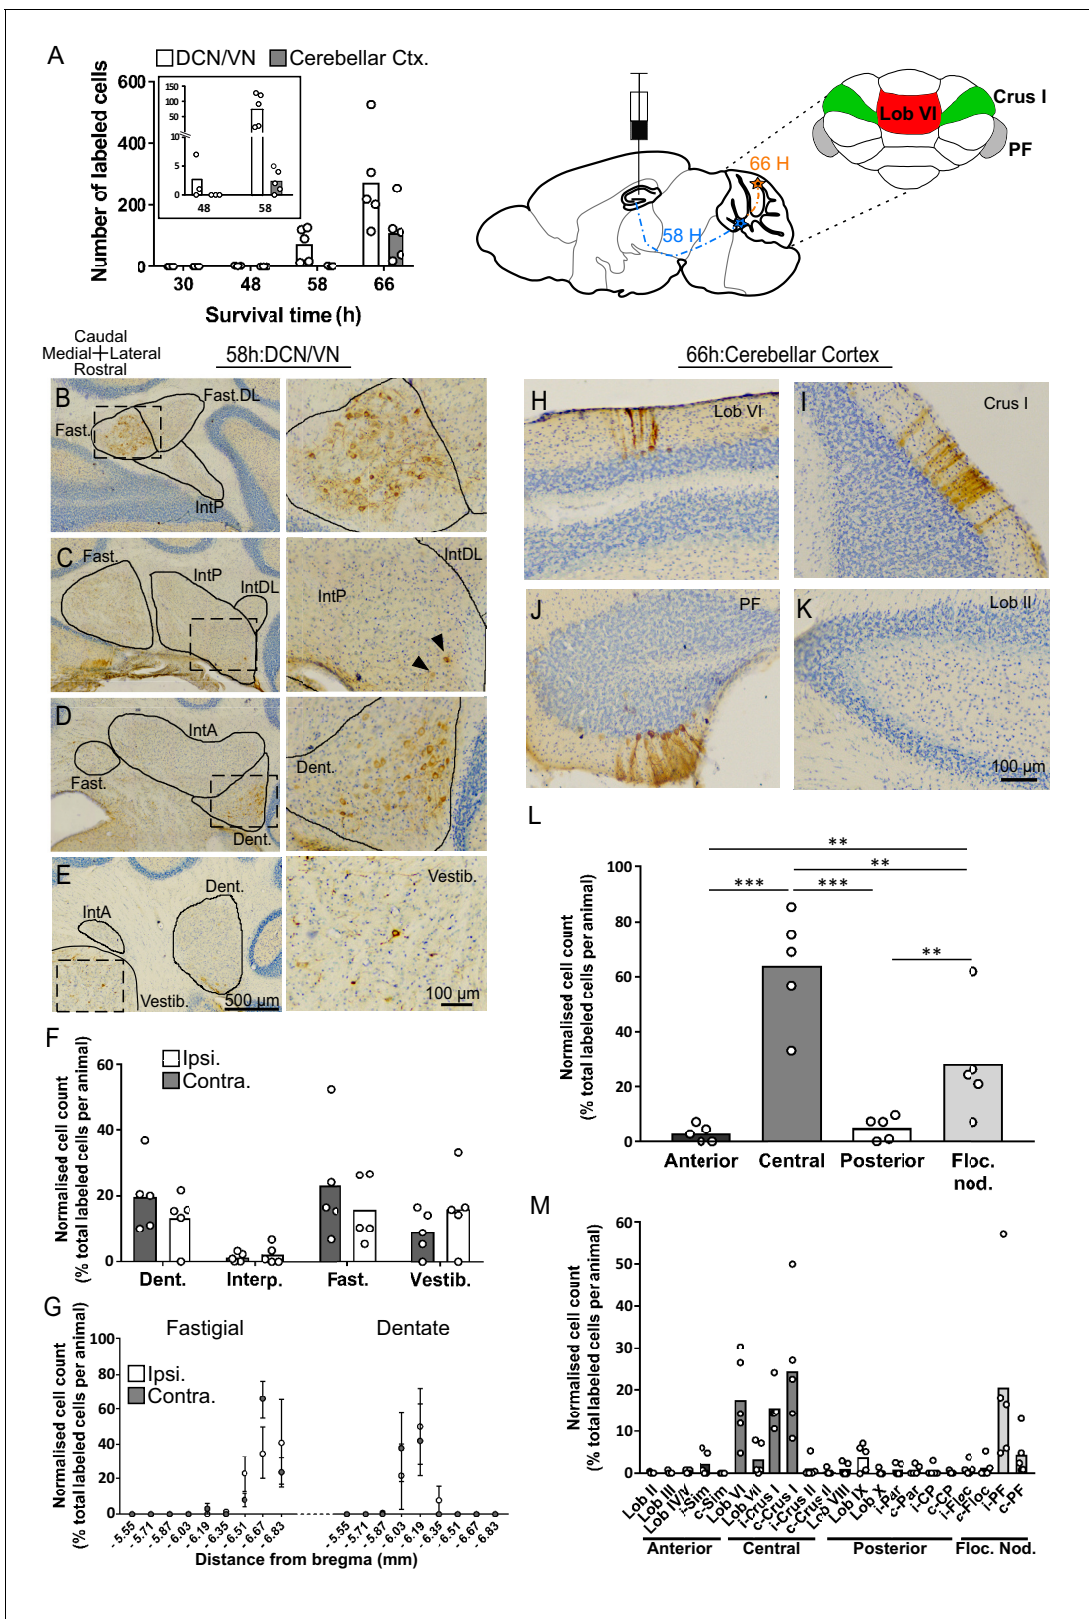 A
DCN/VN
Cerebellar Ctx.
Number of labeled cells
600
400
200
0
150
100
50
10
5
0
48
58
30
48
58
66
Survival time (h)
58 H
66 H
Lob VI
Crus I
PF
Caudal
Medial Lateral
Rostral
58h:DCN/VN
66h:Cerebellar Cortex
B
Fast.DL
Fast.
IntP
C
Fast.
IntP
IntDL
IntDL
IntP
D
IntA
Fast.
Dent.
Dent.
E
IntA
Dent.
Vestib.
500 µm
Vestib.
100 µm
H
Lob VI
I
Crus I
J
PF
K
Lob II
100 µm
F
Normalised cell count
(% total labeled cells per animal)
Ipsi.
Contra.
60
40
20
0
Dent.
Interp.
Fast.
Vestib.
G
Normalised cell count
(% total labeled cells per animal)
Fastigial
Dentate
Ipsi.
Contra.
100
80
60
40
20
0
- 5.55
- 5.71
- 5.87
- 6.03
- 6.19
- 6.35
- 6.51
- 6.67
- 6.83
- 5.55
- 5.71
- 5.87
- 6.03
- 6.19
- 6.35
- 6.51
- 6.67
- 6.83
Distance from bregma (mm)
L
Normalised cell count
(% total labeled cells per animal)
100
80
60
40
20
0
**
**
*** ***
**
Anterior
Central
Posterior
Floc.
nod.
M
Normalised cell count
(% total labeled cells per animal)
60
50
40
30
20
10
0
Lob II
Lob III
Lob IV/V
i-Sim
c-Sim
Lob VI
Lob VII
i-Crus I
c-Crus I
i-Crus II
c-Crus II
Lob VIII
Lob IX
Lob X
i-Par
c-Par
i-CP
c-CP
i-Floc
c-Floc
i-PF
c-PF
Anterior
Central
Posterior
Floc. Nod.